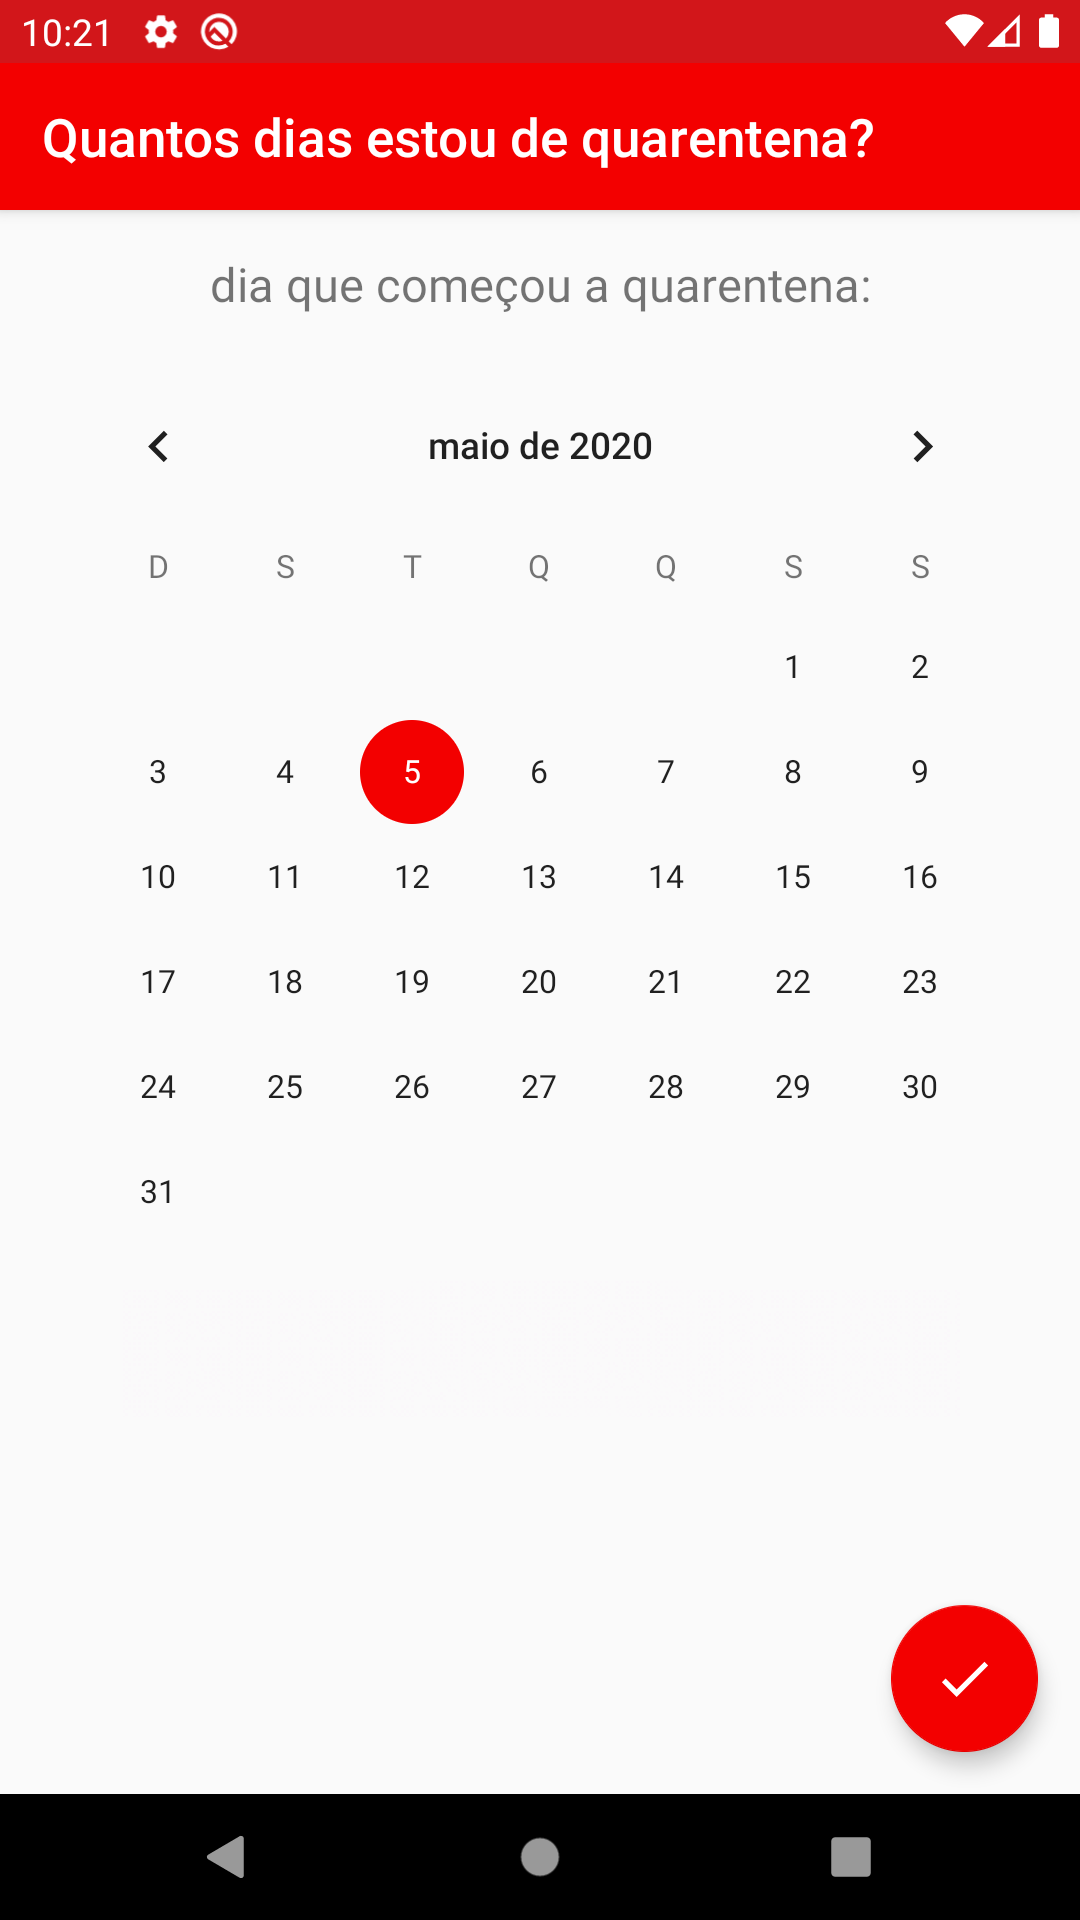 10:21
Quantos dias estou de quarentena?
dia que começou a quarentena:
maio de 2020
D S T Q Q S S
1 2
3 4 5 6 7 8 9
10 11 12 13 14 15 16
17 18 19 20 21 22 23
24 25 26 27 28 29 30
31